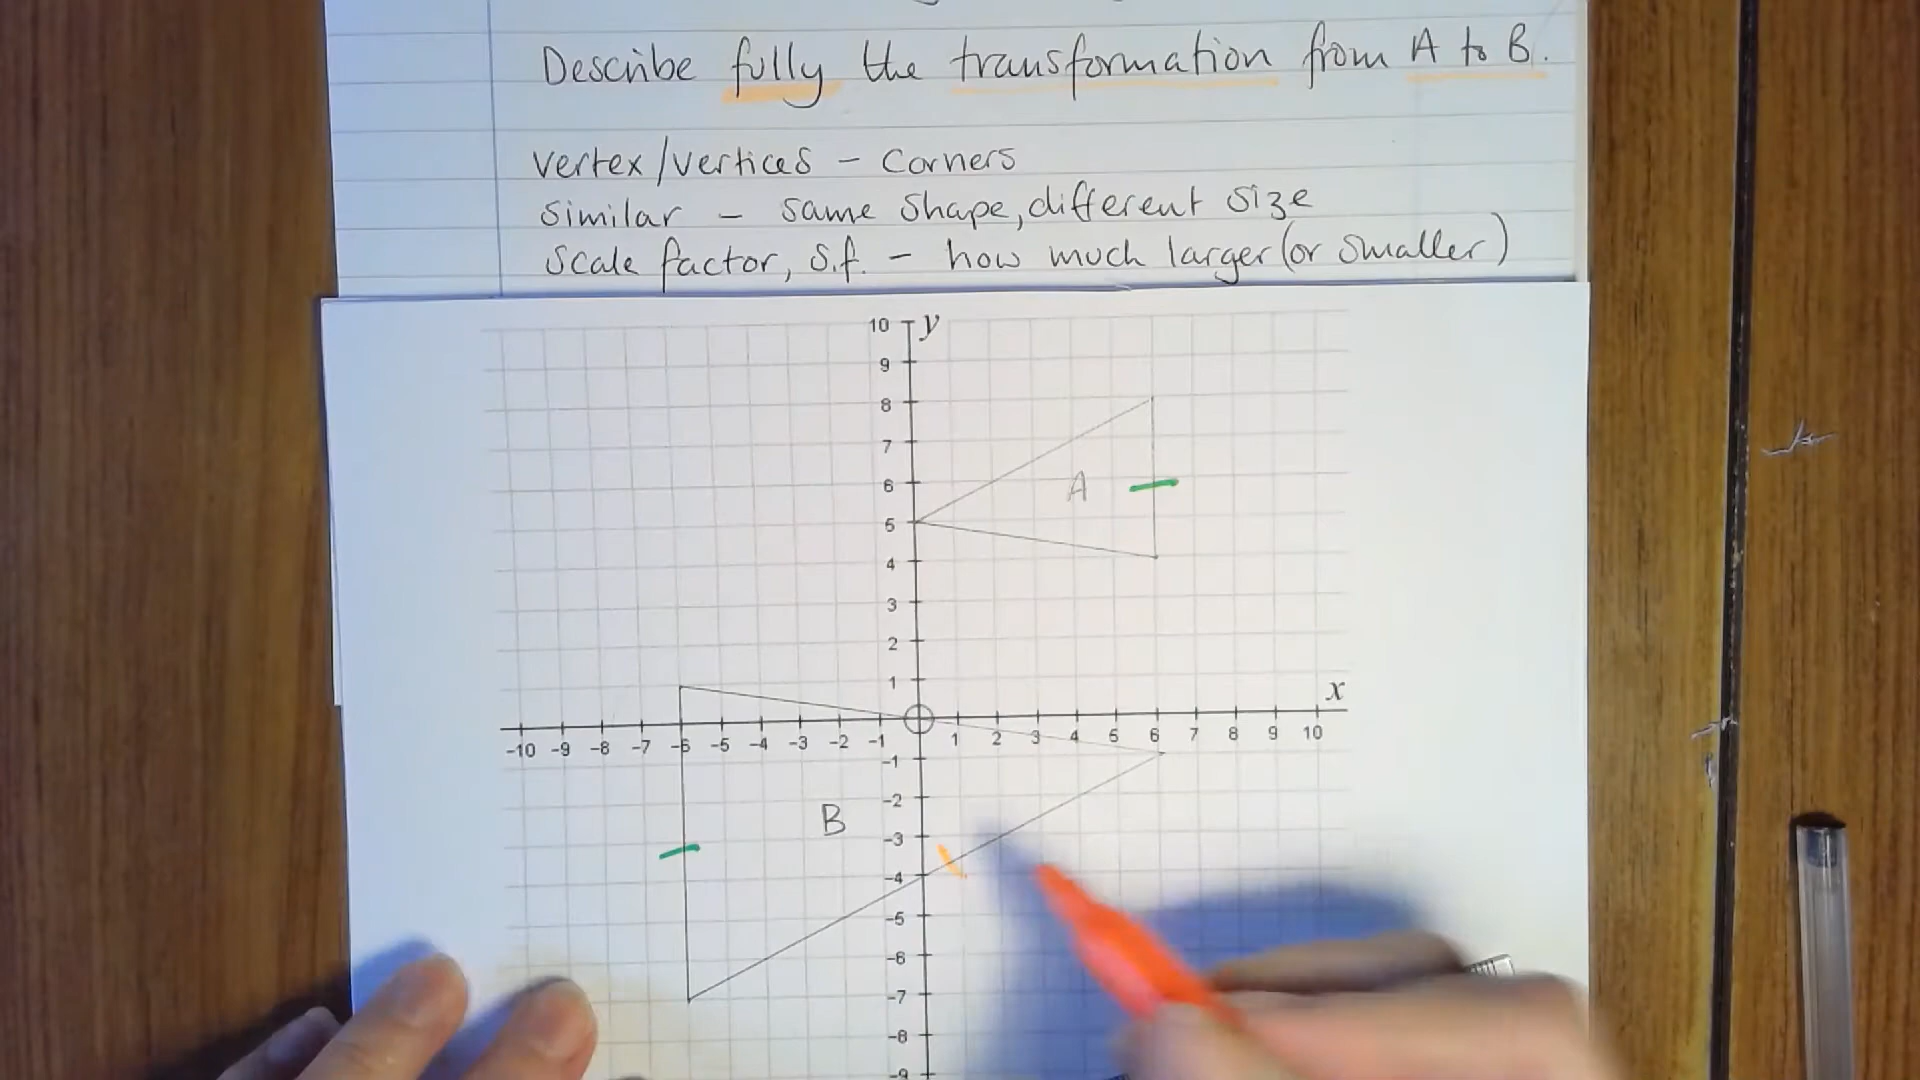 Describe fully the transformation from A to B.
vertex/vertices – corners
similar – same shape, different size
scale factor, s.f. – how much larger (or smaller)
10 y
9
8
7
6 A
5
4
3
2
1 x
-10 -9 -8 -7 -6 -5 -4 -3 -2 -1 1 2 3 4 5 6 7 8 9 10
-1
-2
B
-3
-4
-5
-6
-7
-8
-9